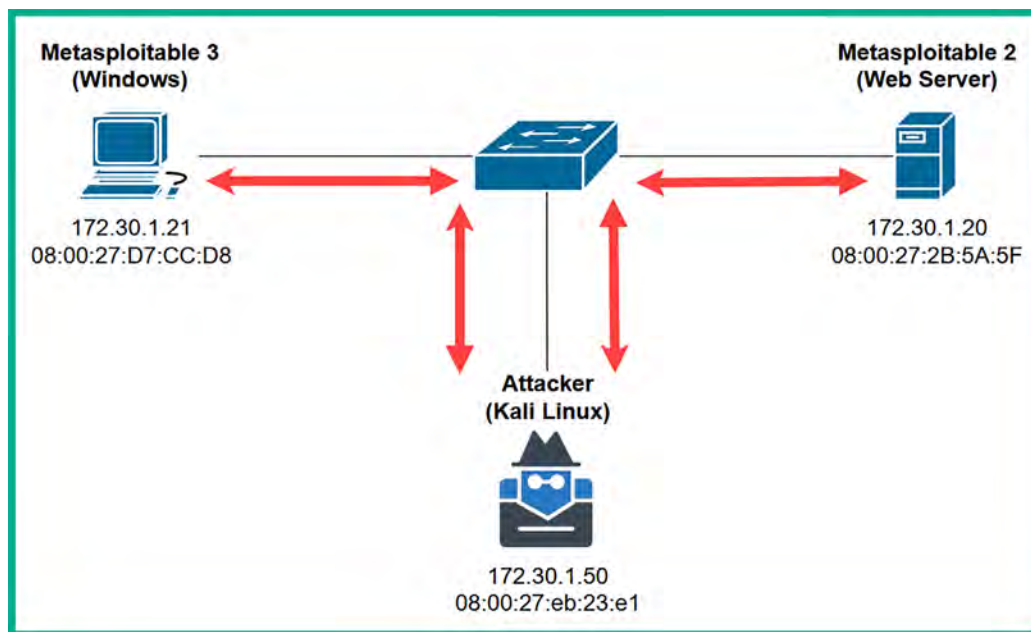 Metasploitable 3
(Windows)
172.30.1.21
08:00:27:D7:CC:D8
Metasploitable 2
(Web Server)
172.30.1.20
08:00:27:2B:5A:5F
Attacker
(Kali Linux)
172.30.1.50
08:00:27:eb:23:e1